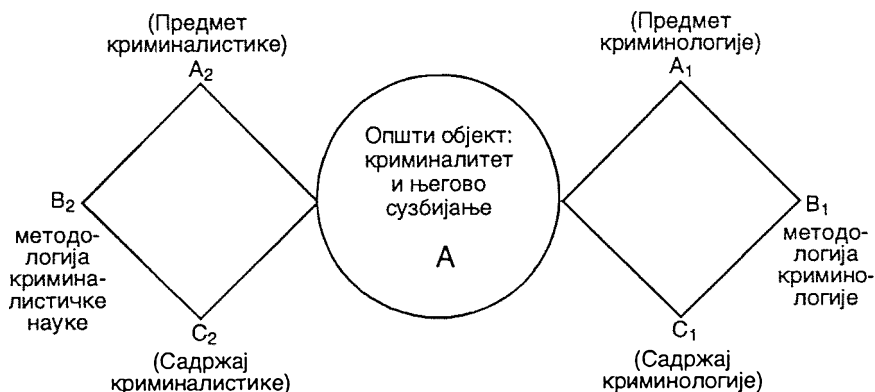 (Предмет
криминалистике)
A2
(Предмет
криминологије)
A1
Општи објект:
криминалитет
и његово
сузбијање
A
B2
методо-
логија
кримина-
листичке
науке
B1
методо-
логија
кримино-
логије
C2
(Садржај
криминалистике)
C1
(Садржај
криминологије)